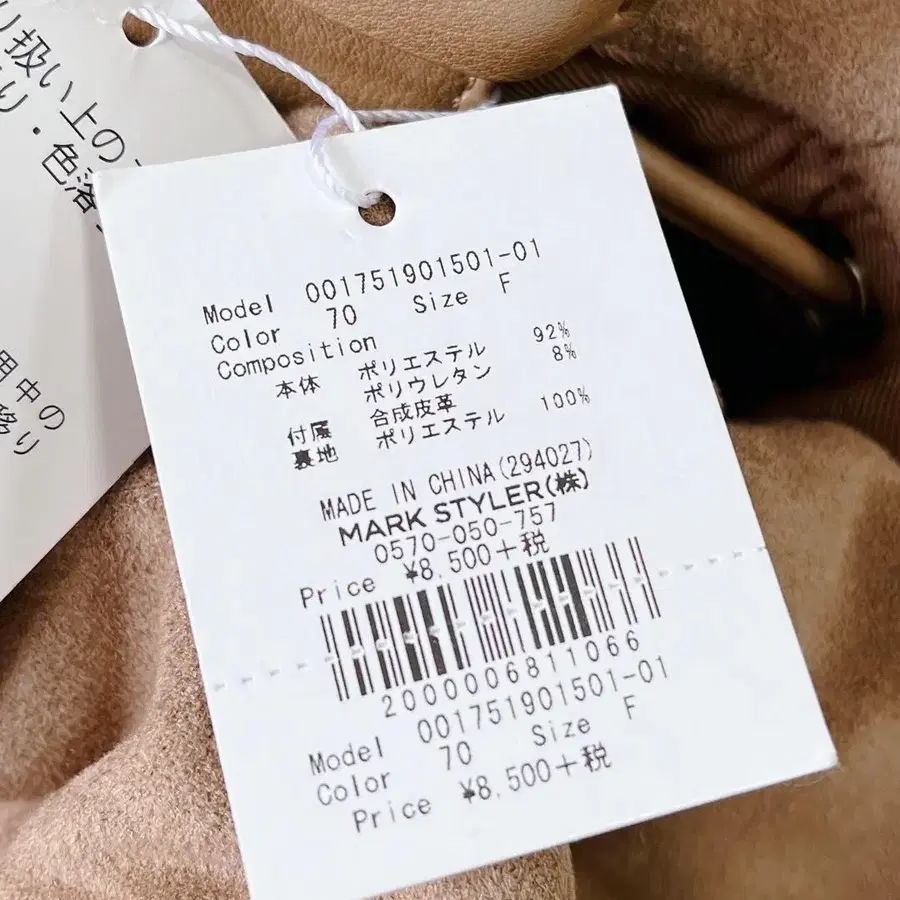 り扱い上の
り・色落
用中の
移り
Model 001751901501-01
Color 70 Size F
Composition
本体 ポリエステル 92%
ポリウレタン 8%
付属 合成皮革
裏地 ポリエステル 100%
MADE IN CHINA(294027)
MARK STYLER(株)
0570-050-757
Price ¥8,500+税
2000006811066
Model 001751901501-01
Color 70 Size F
Price ¥8,500+税